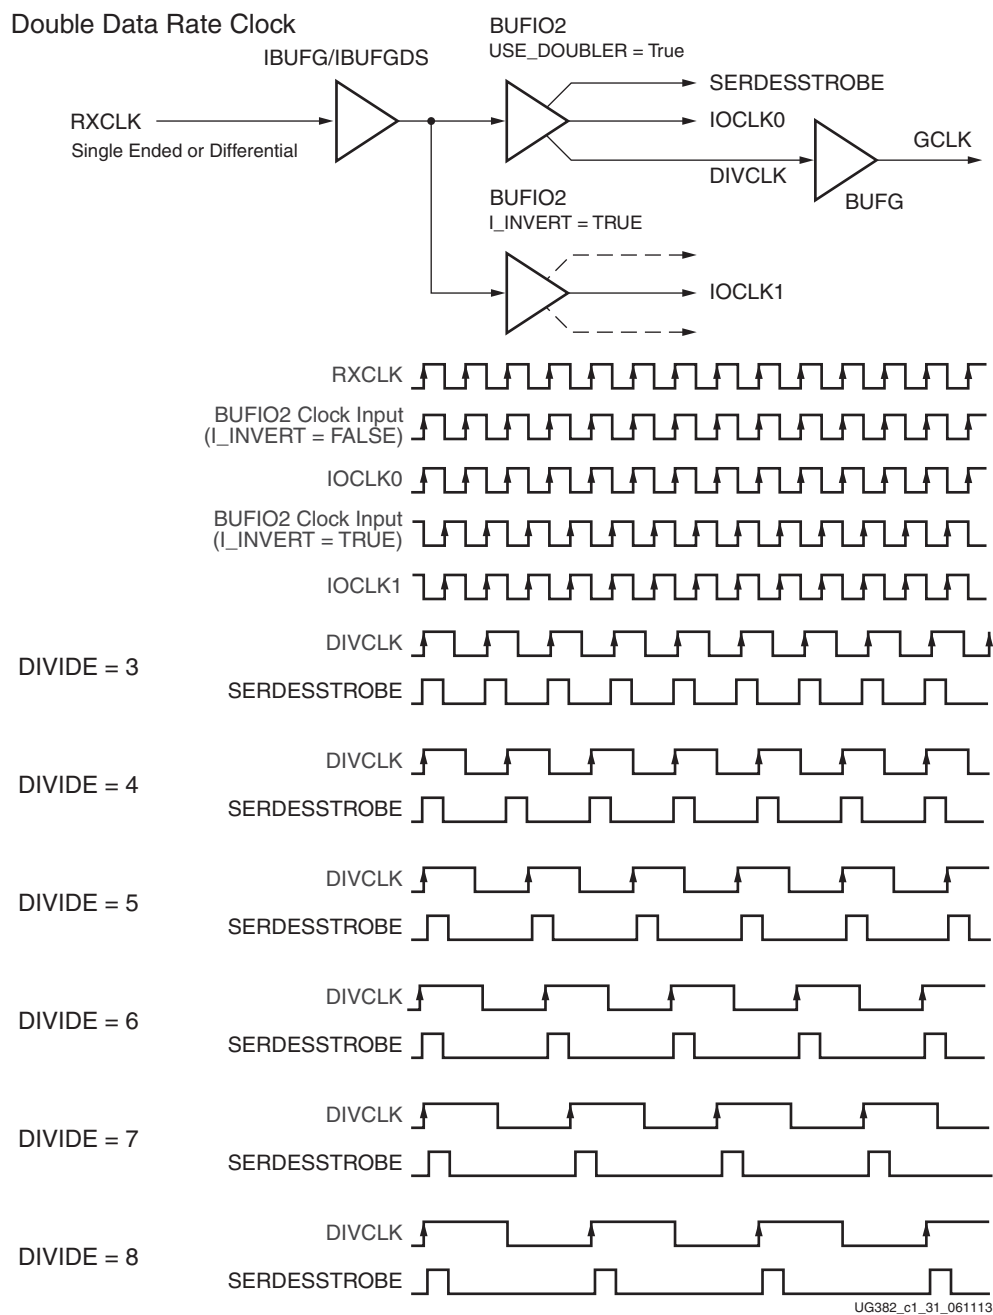 Double Data Rate Clock
BUFIO2
USE_DOUBLER = True
IBUFG/IBUFGDS
SERDESSTROBE
RXCLK
IOCLK0
GCLK
Single Ended or Differential
DIVCLK
BUFG
BUFIO2
I_INVERT = TRUE
IOCLK1
RXCLK
BUFIO2 Clock Input
(I_INVERT = FALSE)
IOCLK0
BUFIO2 Clock Input
(I_INVERT = TRUE)
IOCLK1
DIVIDE = 3
DIVCLK
SERDESSTROBE
DIVIDE = 4
DIVCLK
SERDESSTROBE
DIVIDE = 5
DIVCLK
SERDESSTROBE
DIVIDE = 6
DIVCLK
SERDESSTROBE
DIVIDE = 7
DIVCLK
SERDESSTROBE
DIVIDE = 8
DIVCLK
SERDESSTROBE
UG382_c1_31_061113